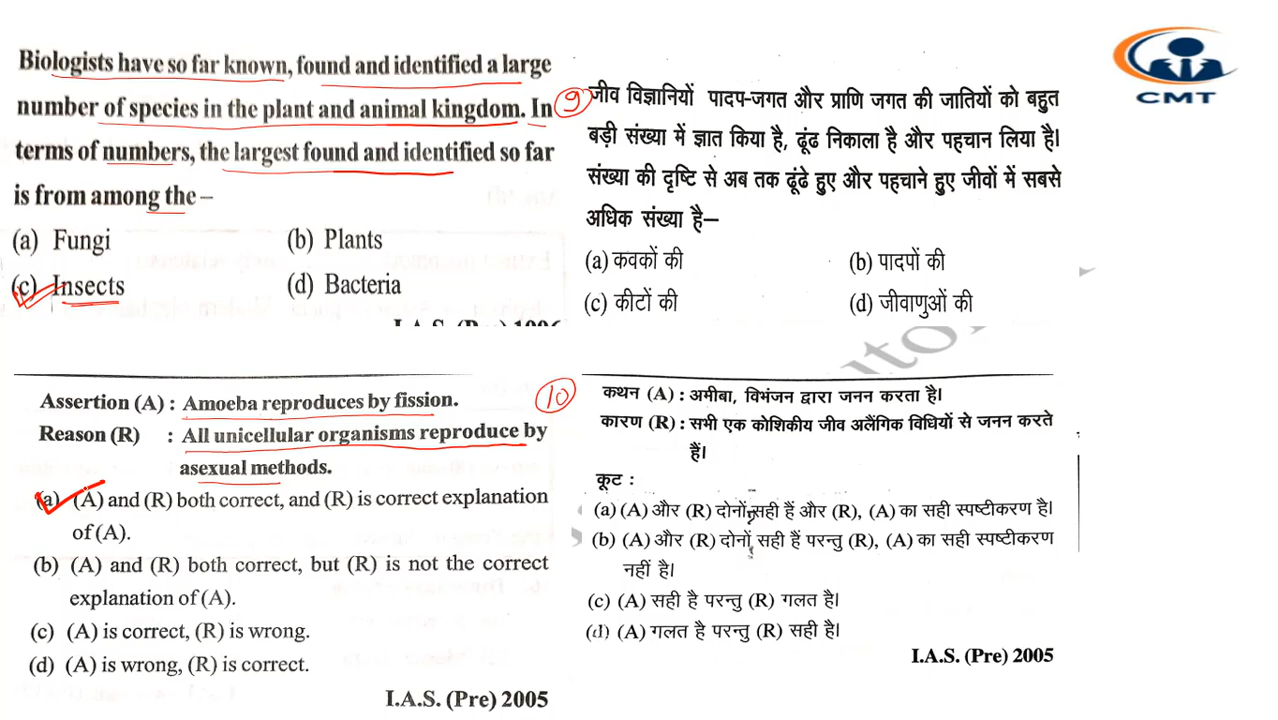 Biologists have so far known, found and identified a large
number of species in the plant and animal kingdom. In
terms of numbers, the largest found and identified so far
is from among the –
(a) Fungi (b) Plants
(c) Insects (d) Bacteria
9 जीव विज्ञानियों पादप-जगत और प्राणि जगत की जातियों को बहुत
बड़ी संख्या में ज्ञात किया है, ढूंढ निकाला है और पहचान लिया है।
संख्या की दृष्टि से अब तक ढूंढे हुए और पहचाने हुए जीवों में सबसे
अधिक संख्या है–
(a) कवकों की (b) पादपों की
(c) कीटों की (d) जीवाणुओं की
CMT
Assertion (A) : Amoeba reproduces by fission.
Reason (R) : All unicellular organisms reproduce by
asexual methods.
(a) (A) and (R) both correct, and (R) is correct explanation
of (A).
(b) (A) and (R) both correct, but (R) is not the correct
explanation of (A).
(c) (A) is correct, (R) is wrong.
(d) (A) is wrong, (R) is correct.
I.A.S. (Pre) 2005
10 कथन (A) : अमीबा, विभंजन द्वारा जनन करता है।
कारण (R) : सभी एक कोशिकीय जीव अलैंगिक विधियों से जनन करते
हैं।
कूट :
(a) (A) और (R) दोनों सही हैं और (R), (A) का सही स्पष्टीकरण है।
(b) (A) और (R) दोनों सही हैं परन्तु (R), (A) का सही स्पष्टीकरण
नहीं है।
(c) (A) सही है परन्तु (R) गलत है।
(d) (A) गलत है परन्तु (R) सही है।
I.A.S. (Pre) 2005